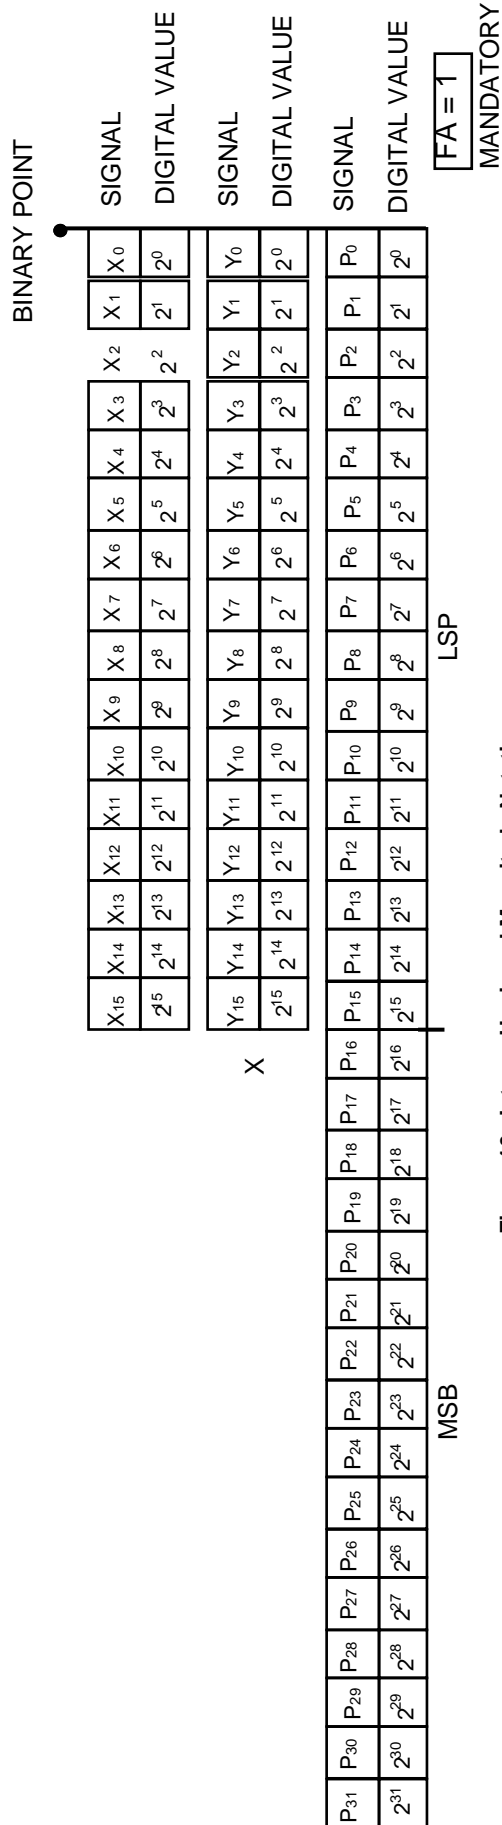 BINARY POINT
X15 X14 X13 X12 X11 X10 X9 X8 X7 X6 X5 X4 X3 X2 X1 X0 SIGNAL
2^15 2^14 2^13 2^12 2^11 2^10 2^9 2^8 2^7 2^6 2^5 2^4 2^3 2^2 2^1 2^0 DIGITAL VALUE
Y15 Y14 Y13 Y12 Y11 Y10 Y9 Y8 Y7 Y6 Y5 Y4 Y3 Y2 Y1 Y0 SIGNAL
X 2^15 2^14 2^13 2^12 2^11 2^10 2^9 2^8 2^7 2^6 2^5 2^4 2^3 2^2 2^1 2^0 DIGITAL VALUE
P31 P30 P29 P28 P27 P26 P25 P24 P23 P22 P21 P20 P19 P18 P17 P16 P15 P14 P13 P12 P11 P10 P9 P8 P7 P6 P5 P4 P3 P2 P1 P0 SIGNAL
2^31 2^30 2^29 2^28 2^27 2^26 2^25 2^24 2^23 2^22 2^21 2^20 2^19 2^18 2^17 2^16 2^15 2^14 2^13 2^12 2^11 2^10 2^9 2^8 2^7 2^6 2^5 2^4 2^3 2^2 2^1 2^0 DIGITAL VALUE
MSB LSP FA = 1
MANDATORY